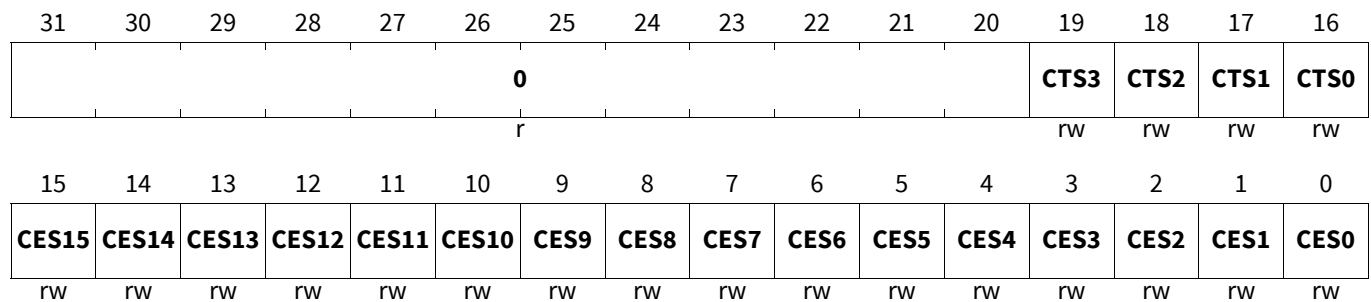 31 30 29 28 27 26 25 24 23 22 21 20 19 18 17 16
0 CTS3 CTS2 CTS1 CTS0
r rw rw rw rw
15 14 13 12 11 10 9 8 7 6 5 4 3 2 1 0
CES15 CES14 CES13 CES12 CES11 CES10 CES9 CES8 CES7 CES6 CES5 CES4 CES3 CES2 CES1 CES0
rw rw rw rw rw rw rw rw rw rw rw rw rw rw rw rw